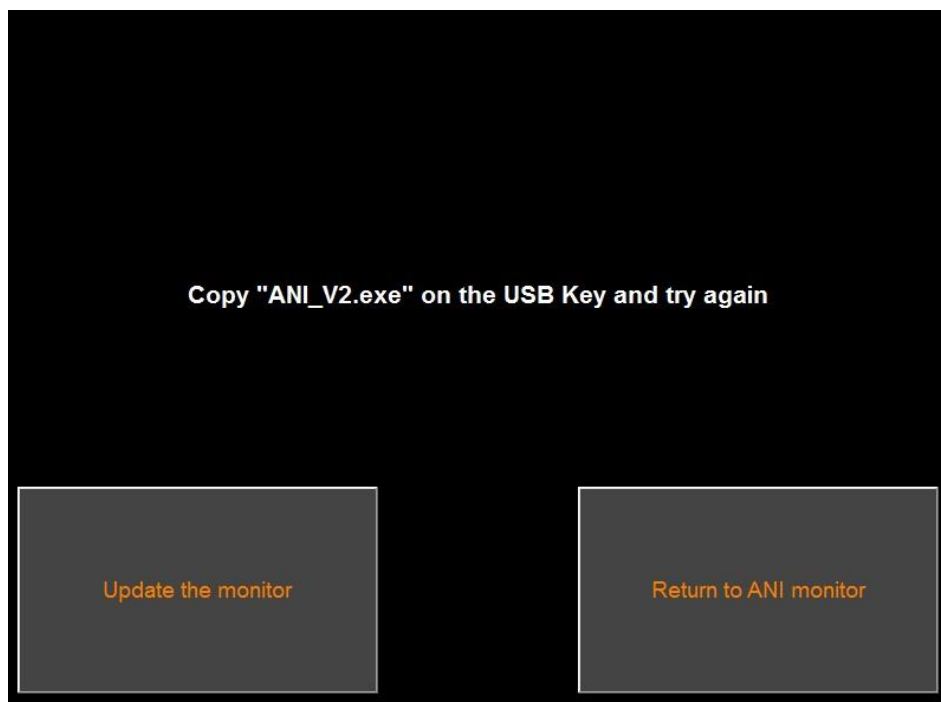 Copy "ANI_V2.exe" on the USB Key and try again
Update the monitor
Return to ANI monitor